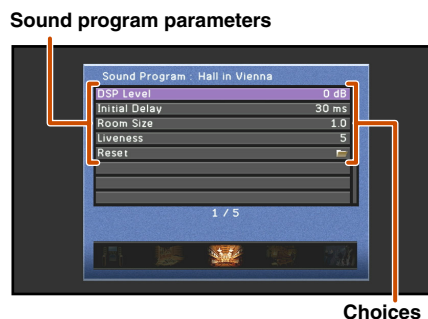 Sound program parameters
Sound Program : Hall in Vienna
DSP Level 0 dB
Initial Delay 30 ms
Room Size 1.0
Liveness 5
Reset
1 / 5
Choices